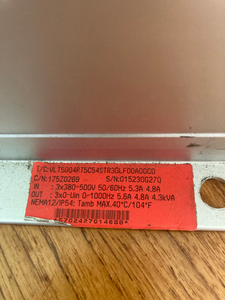 T/C:VLT5004PT5C54STR3DLF00A00C0
C/N:175Z0269 S/N:015230G270
IN : 3x380-500V 50/60Hz 5.3A 4.8A
OUT : 3x0-Uin 0-1000Hz 5.6A 4.8A 4.3kVA
NEMA12/IP54: Tamb MAX.40°C/104°F